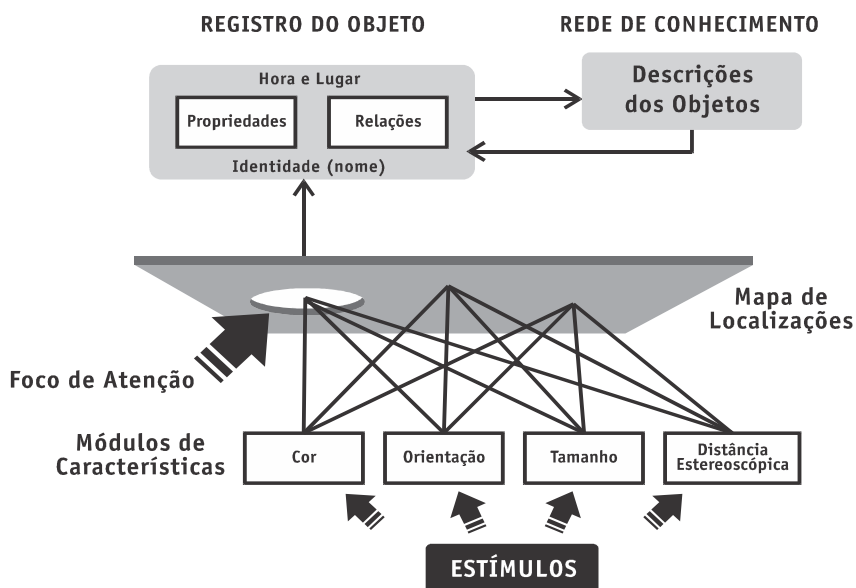 REGISTRO DO OBJETO
REDE DE CONHECIMENTO
Hora e Lugar
Propriedades
Relações
Identidade (nome)
Descrições
dos Objetos
Mapa de
Localizações
Foco de Atenção
Módulos de
Características
Cor
Orientação
Tamanho
Distância
Estereoscópica
ESTÍMULOS